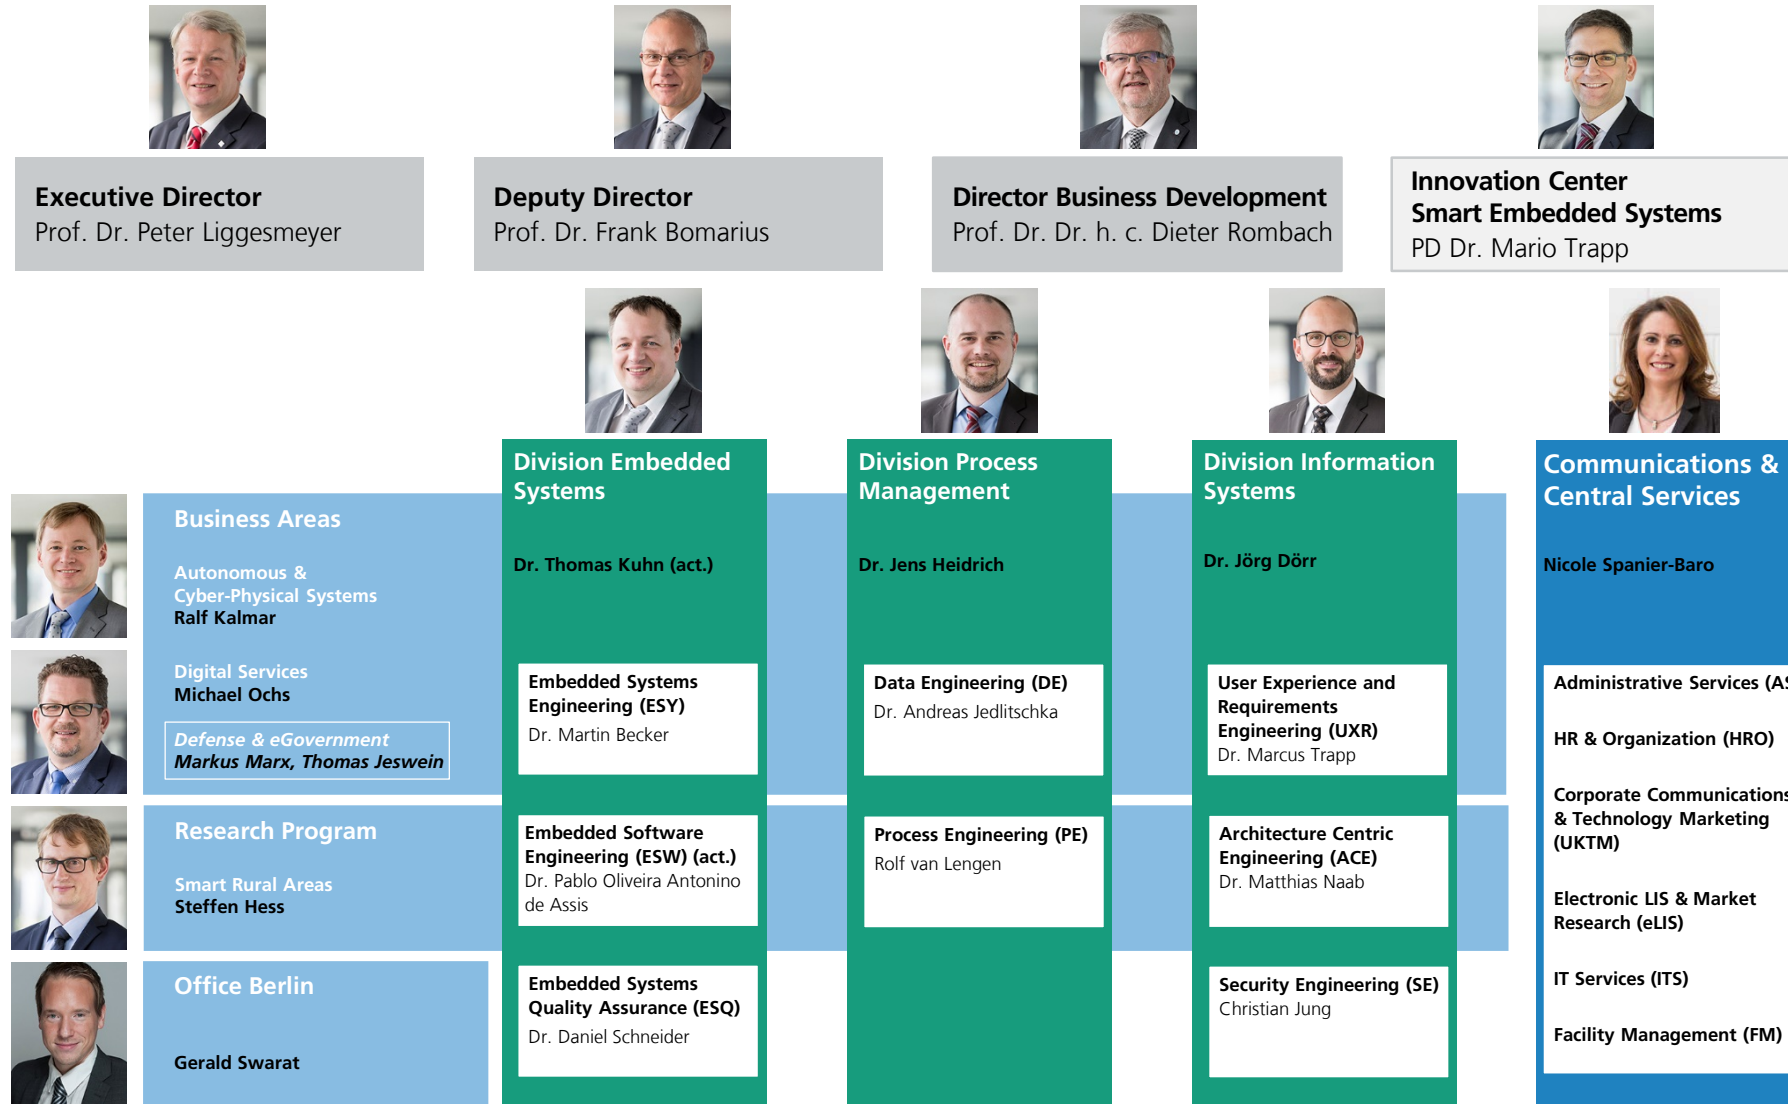 Executive Director
Prof. Dr. Peter Liggesmeyer
Deputy Director
Prof. Dr. Frank Bomarius
Director Business Development
Prof. Dr. Dr. h. c. Dieter Rombach
Innovation Center
Smart Embedded Systems
PD Dr. Mario Trapp
Business Areas
Autonomous &
Cyber-Physical Systems
Ralf Kalmar
Digital Services
Michael Ochs
Defense & eGovernment
Markus Marx, Thomas Jeswein
Research Program
Smart Rural Areas
Steffen Hess
Office Berlin
Gerald Swarat
Division Embedded
Systems
Dr. Thomas Kuhn (act.)
Embedded Systems
Engineering (ESY)
Dr. Martin Becker
Embedded Software
Engineering (ESW) (act.)
Dr. Pablo Oliveira Antonino
de Assis
Embedded Systems
Quality Assurance (ESQ)
Dr. Daniel Schneider
Division Process
Management
Dr. Jens Heidrich
Data Engineering (DE)
Dr. Andreas Jedlitschka
Process Engineering (PE)
Rolf van Lengen
Division Information
Systems
Dr. Jörg Dörr
User Experience and
Requirements
Engineering (UXR)
Dr. Marcus Trapp
Architecture Centric
Engineering (ACE)
Dr. Matthias Naab
Security Engineering (SE)
Christian Jung
Communications &
Central Services
Nicole Spanier-Baro
Administrative Services
HR & Organization (HRO)
Corporate Communications
& Technology Marketing
(UKTM)
Electronic LIS & Market
Research (eLIS)
IT Services (ITS)
Facility Management (FM)